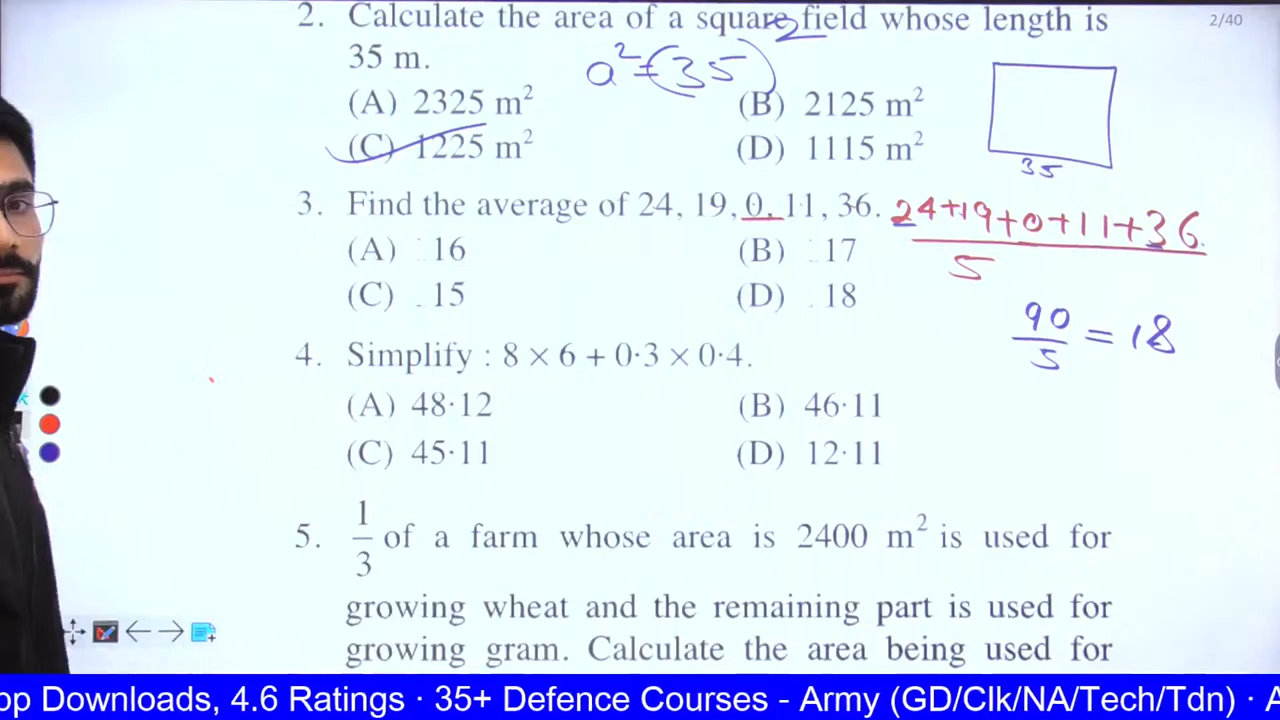 2. Calculate the area of a square field whose length is
2/40
35 m.
a² = (35)²
(A) 2325 m²
(B) 2125 m²
(C) 1225 m²
(D) 1115 m²
35
3. Find the average of 24, 19, 0, 11, 36.
24+19+0+11+36
5
(A) 16
(B) 17
(C) 15
(D) 18
90/5 = 18
4. Simplify : 8 × 6 + 0·3 × 0·4.
(A) 48·12
(B) 46·11
(C) 45·11
(D) 12·11
5. 1/3 of a farm whose area is 2400 m² is used for
growing wheat and the remaining part is used for
growing gram. Calculate the area being used for
pp Downloads, 4.6 Ratings · 35+ Defence Courses - Army (GD/Clk/NA/Tech/Tdn) · A